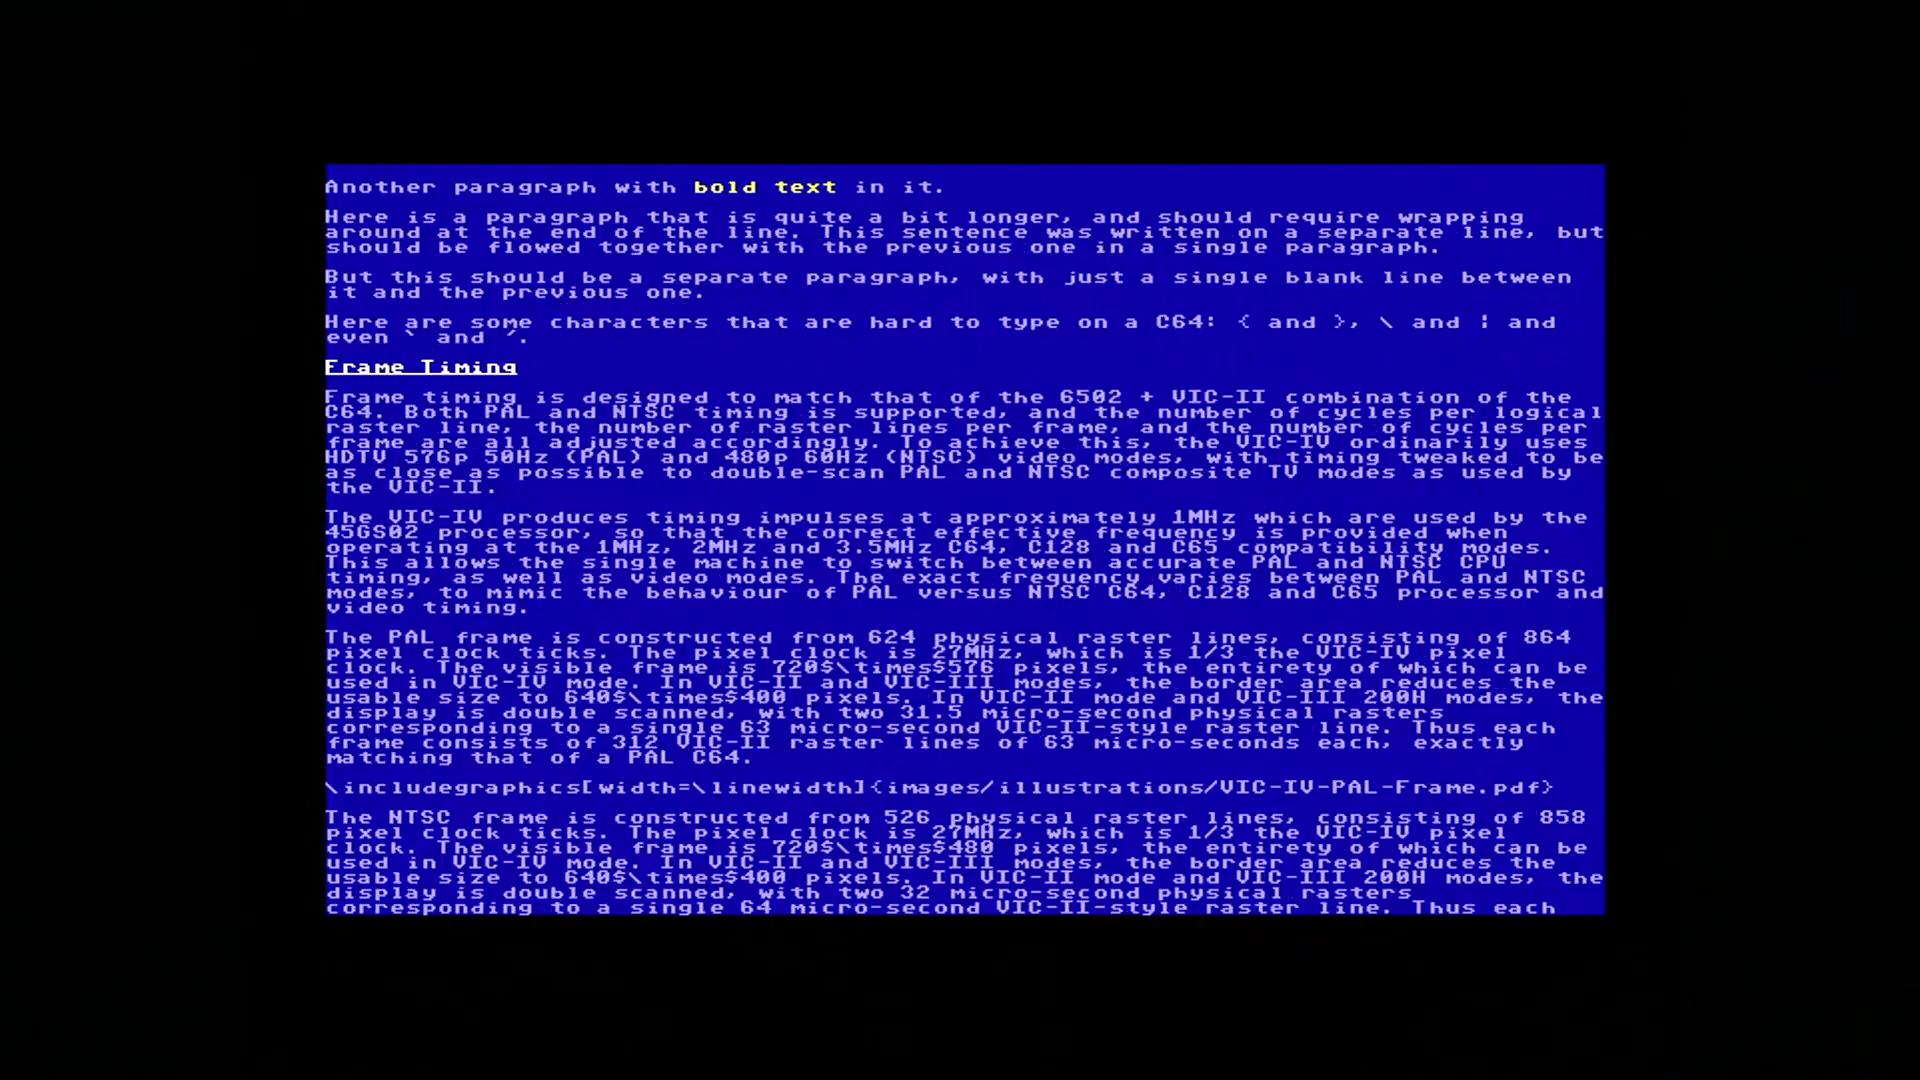 Another paragraph with bold text in it.
Here is a paragraph that is quite a bit longer, and should require wrapping
around at the end of the line. This sentence was written on a separate line, but
should be flowed together with the previous one in a single paragraph.
But this should be a separate paragraph, with just a single blank line between
it and the previous one.
Here are some characters that are hard to type on a C64: { and }, \ and ¦ and
even ` and ´.
Frame Timing
Frame timing is designed to match that of the 6502 + VIC-II combination of the
C64. Both PAL and NTSC timing is supported, and the number of cycles per logical
raster line, the number of raster lines per frame, and the number of cycles per
frame are all adjusted accordingly. To achieve this, the VIC-IV ordinarily uses
HDTV 576p 50Hz (PAL) and 480p 60Hz (NTSC) video modes, with timing tweaked to be
as close as possible to double-scan PAL and NTSC composite TV modes as used by
the VIC-II.
The VIC-IV produces timing impulses at approximately 1MHz which are used by the
45GS02 processor, so that the correct effective frequency is provided when
operating at the 1MHz, 2MHz and 3.5MHz C64, C128 and C65 compatibility modes.
This allows the single machine to switch between accurate PAL and NTSC CPU
timing, as well as video modes. The exact frequency varies between PAL and NTSC
modes, to mimic the behaviour of PAL versus NTSC C64, C128 and C65 processor and
video timing.
The PAL frame is constructed from 624 physical raster lines, consisting of 864
pixel clock ticks. The pixel clock is 27MHz, which is 1/3 the VIC-IV pixel
clock. The visible frame is 720$\times$576 pixels, the entirety of which can be
used in VIC-IV mode. In VIC-II and VIC-III modes, the border area reduces the
usable size to 640$\times$400 pixels. In VIC-II mode and VIC-III 200H modes, the
display is double scanned, with two 31.5 micro-second physical rasters
corresponding to a single 63 micro-second VIC-II-style raster line. Thus each
frame consists of 312 VIC-II raster lines of 63 micro-seconds each, exactly
matching that of a PAL C64.
\includegraphics[width=\linewidth]{images/illustrations/VIC-IV-PAL-Frame.pdf}
The NTSC frame is constructed from 526 physical raster lines, consisting of 858
pixel clock ticks. The pixel clock is 27MHz, which is 1/3 the VIC-IV pixel
clock. The visible frame is 720$\times$480 pixels, the entirety of which can be
used in VIC-IV mode. In VIC-II and VIC-III modes, the border area reduces the
usable size to 640$\times$400 pixels. In VIC-II mode and VIC-III 200H modes, the
display is double scanned, with two 32 micro-second physical rasters
corresponding to a single 64 micro-second VIC-II-style raster line. Thus each